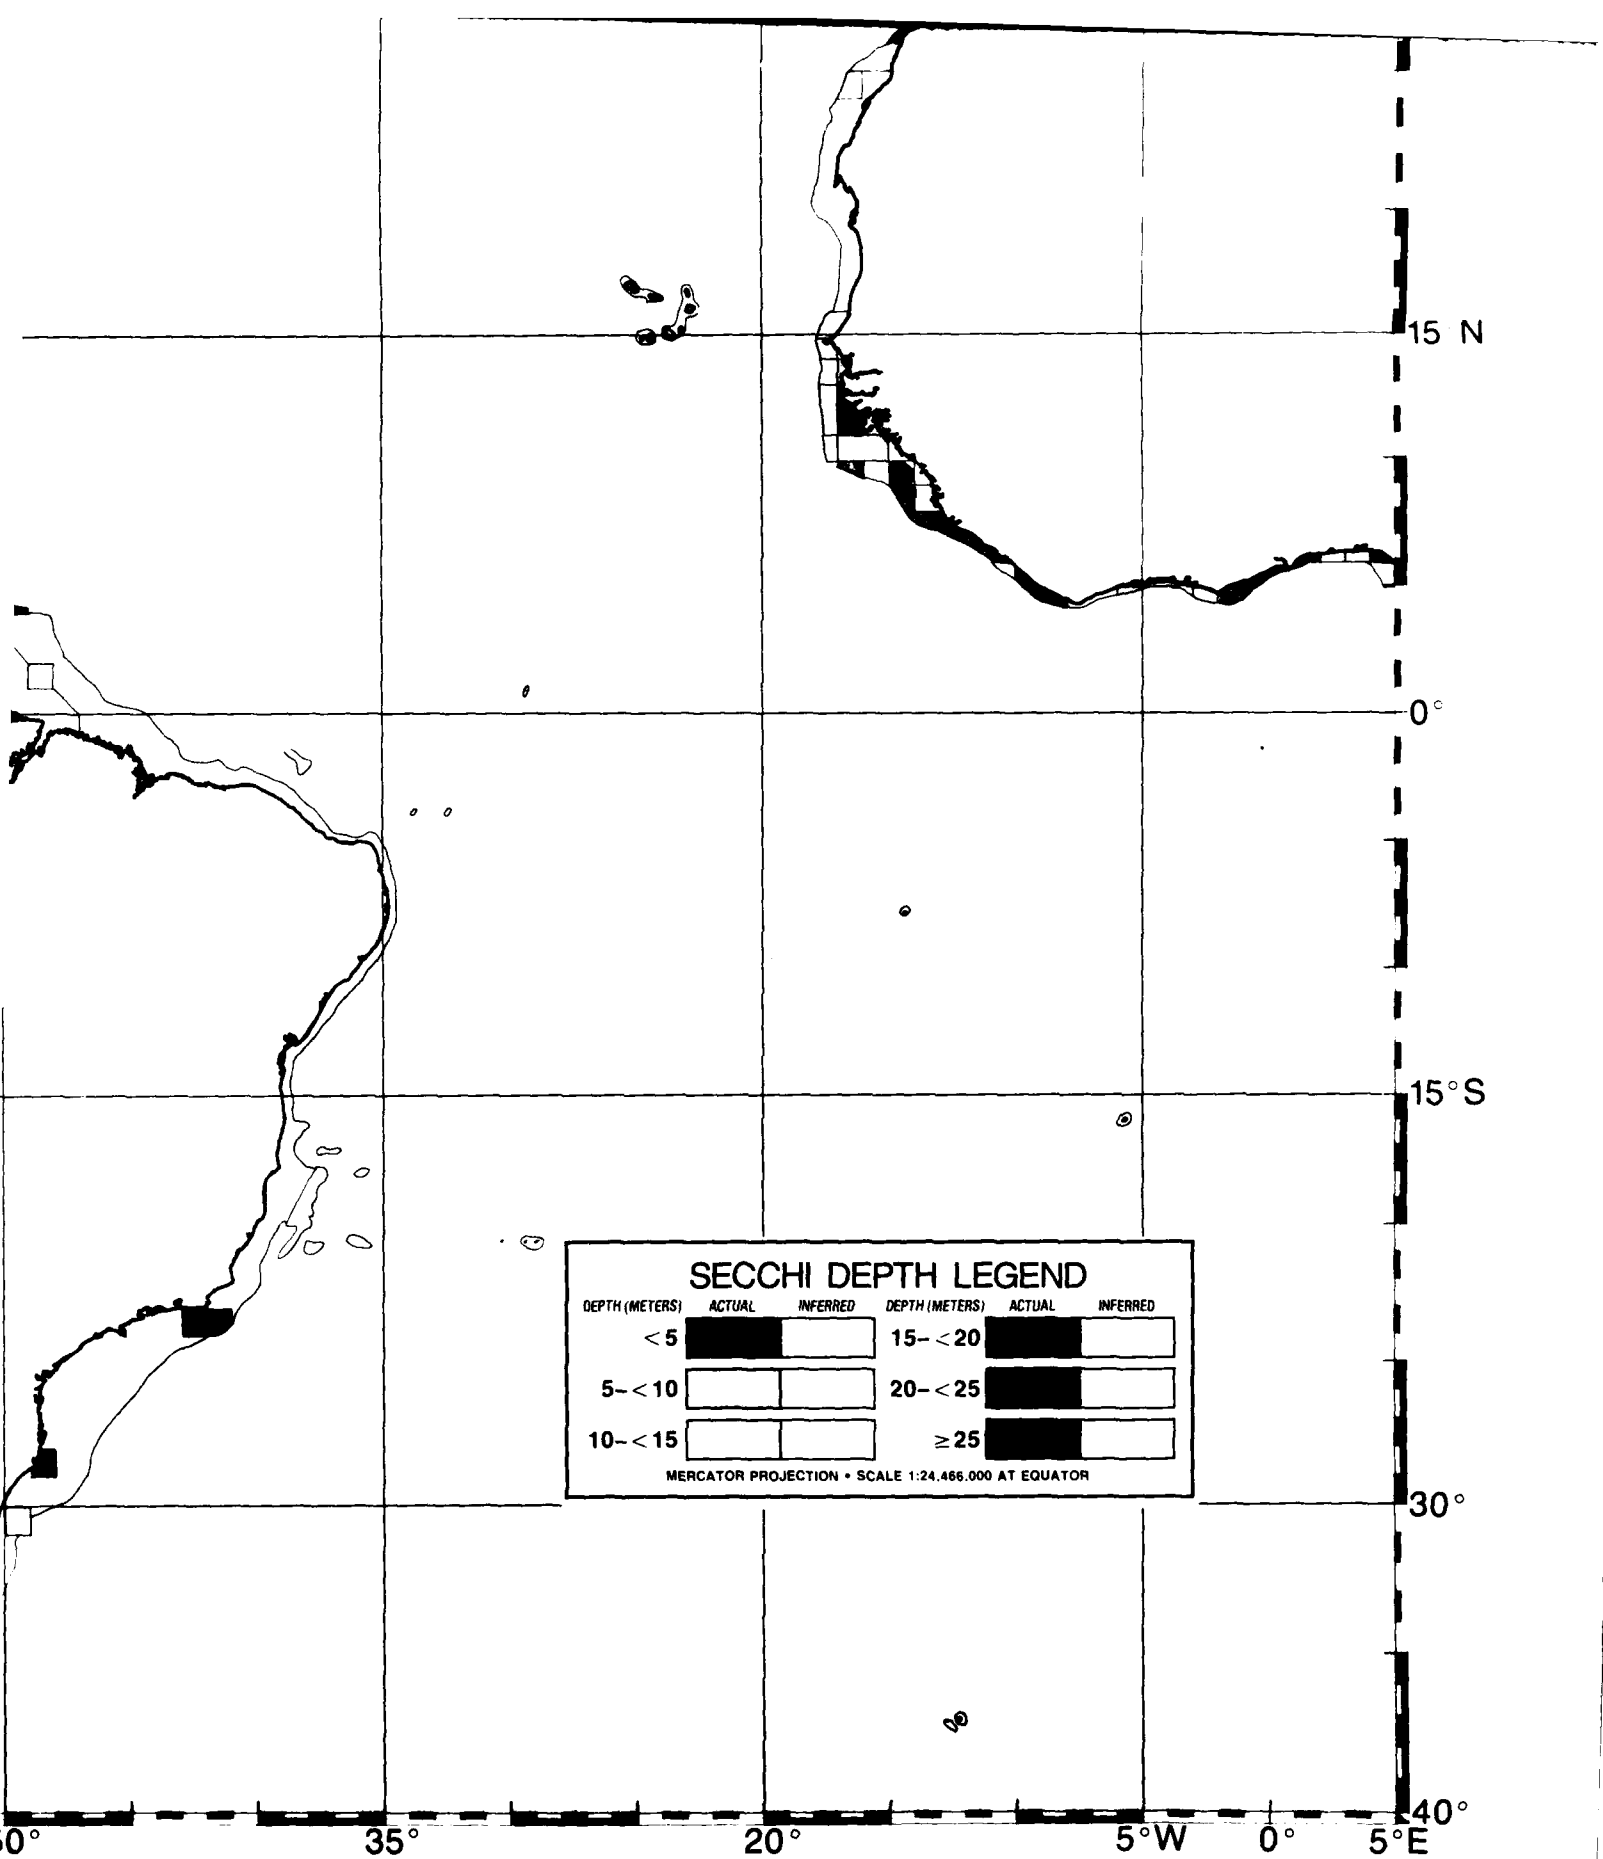 15 N
0°
15°S
SECCHI DEPTH LEGEND
DEPTH (METERS) ACTUAL INFERRED DEPTH (METERS) ACTUAL INFERRED
<5 15-<20
5-<10 20-<25
10-<15 ≥25
MERCATOR PROJECTION • SCALE 1:24,466,000 AT EQUATOR
30°
40°
35° 20° 5°W 0° 5°E